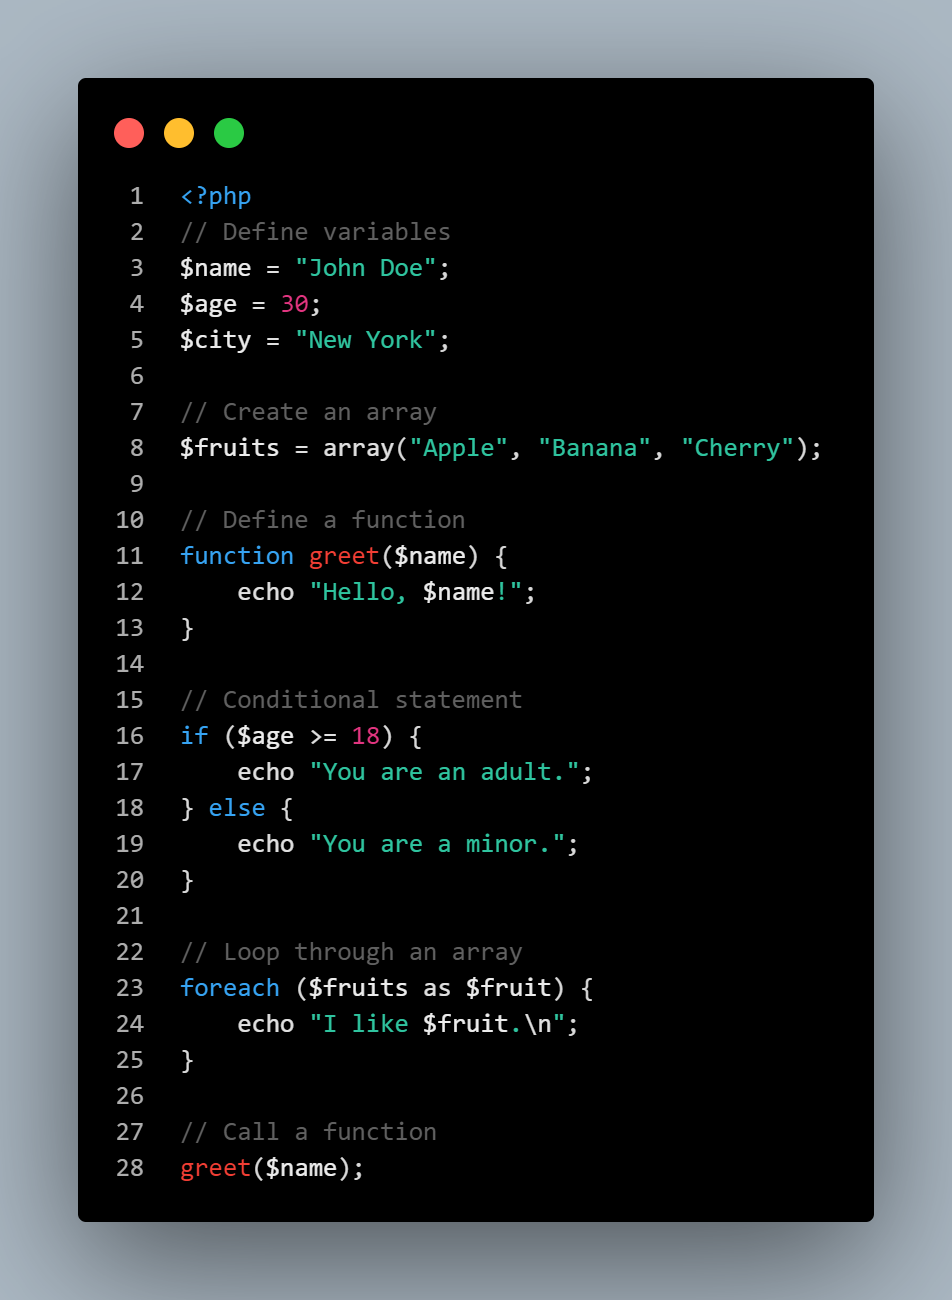 1 <?php
2 // Define variables
3 $name = "John Doe";
4 $age = 30;
5 $city = "New York";
6
7 // Create an array
8 $fruits = array("Apple", "Banana", "Cherry");
9
10 // Define a function
11 function greet($name) {
12     echo "Hello, $name!";
13 }
14
15 // Conditional statement
16 if ($age >= 18) {
17     echo "You are an adult.";
18 } else {
19     echo "You are a minor.";
20 }
21
22 // Loop through an array
23 foreach ($fruits as $fruit) {
24     echo "I like $fruit.\n";
25 }
26
27 // Call a function
28 greet($name);